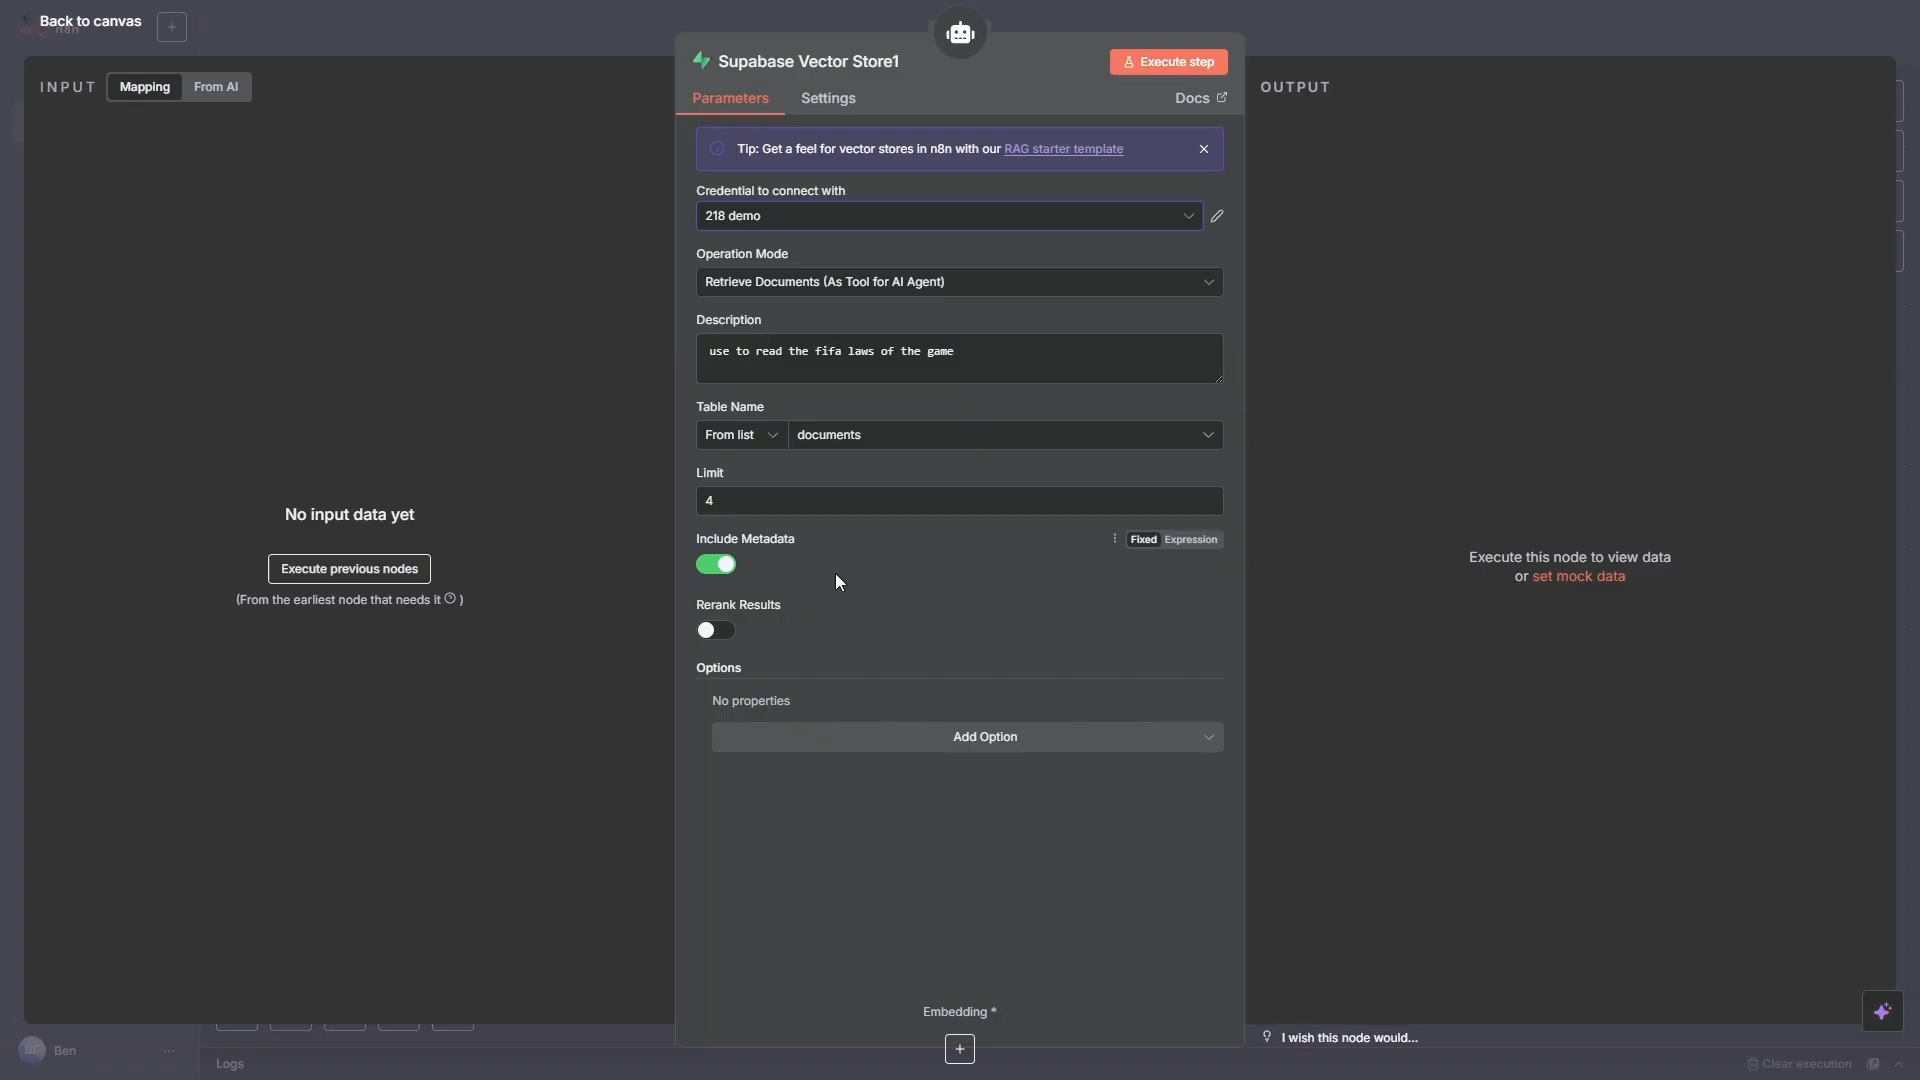 Back to canvas
n8n
INPUT
Mapping
From AI
Supabase Vector Store1
Execute step
Parameters
Settings
Docs
Tip: Get a feel for vector stores in n8n with our RAG starter template
Credential to connect with
218 demo
Operation Mode
Retrieve Documents (As Tool for AI Agent)
Description
use to read the fifa laws of the game
Table Name
From list
documents
Limit
4
Include Metadata
Fixed
Expression
Rerank Results
Options
No properties
Add Option
Embedding *
No input data yet
Execute previous nodes
(From the earliest node that needs it )
OUTPUT
Execute this node to view data
or set mock data
I wish this node would...
BE
Ben
Logs
Clear execution